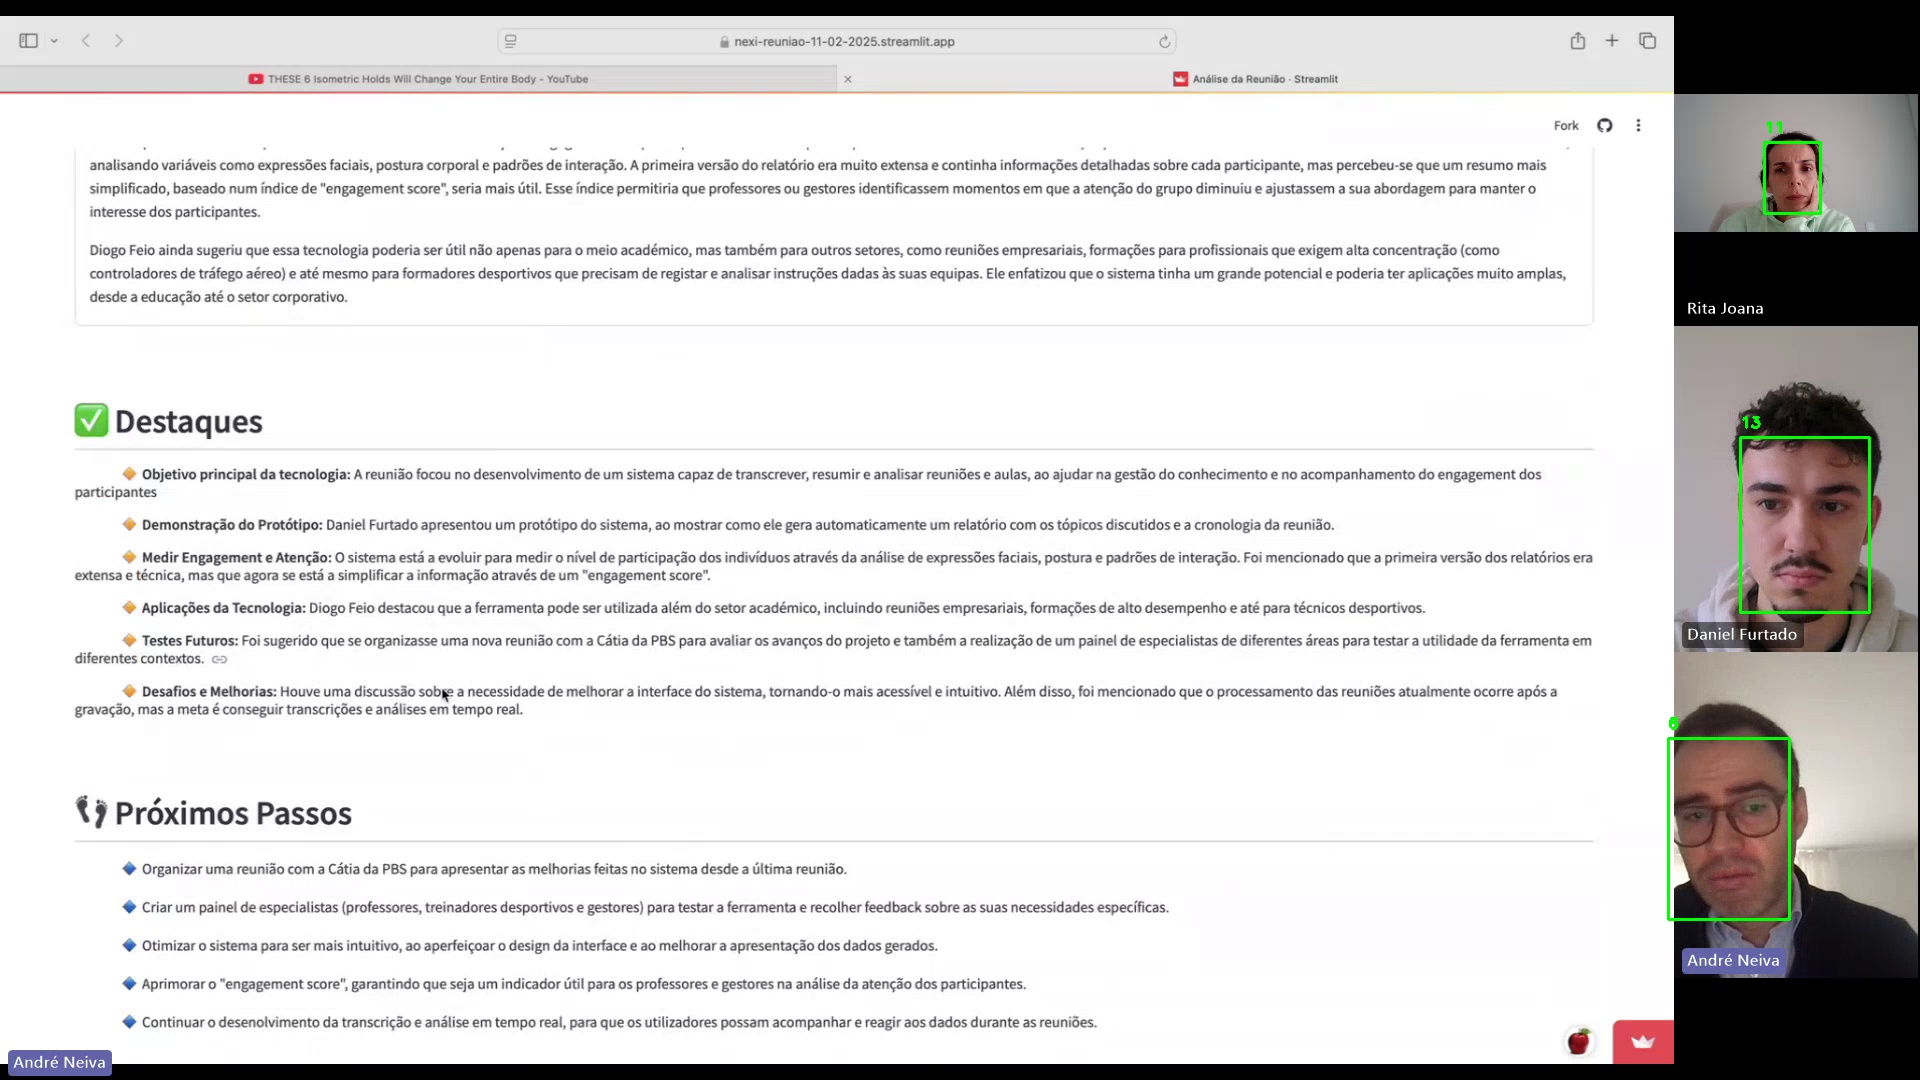 nexi-reuniao-11-02-2025.streamlit.app
THESE 6 Isometric Holds Will Change Your Entire Body - YouTube
Análise da Reunião · Streamlit
Fork
analisando variáveis como expressões faciais, postura corporal e padrões de interação. A primeira versão do relatório era muito extensa e continha informações detalhadas sobre cada participante, mas percebeu-se que um resumo mais
simplificado, baseado num índice de "engagement score", seria mais útil. Esse índice permitiria que professores ou gestores identificassem momentos em que a atenção do grupo diminuiu e ajustassem a sua abordagem para manter o
interesse dos participantes.
Diogo Feio ainda sugeriu que essa tecnologia poderia ser útil não apenas para o meio académico, mas também para outros setores, como reuniões empresariais, formações para profissionais que exigem alta concentração (como
controladores de tráfego aéreo) e até mesmo para formadores desportivos que precisam de registar e analisar instruções dadas às suas equipas. Ele enfatizou que o sistema tinha um grande potencial e poderia ter aplicações muito amplas,
desde a educação até o setor corporativo.
Destaques
Objetivo principal da tecnologia: A reunião focou no desenvolvimento de um sistema capaz de transcrever, resumir e analisar reuniões e aulas, ao ajudar na gestão do conhecimento e no acompanhamento do engagement dos
participantes
Demonstração do Protótipo: Daniel Furtado apresentou um protótipo do sistema, ao mostrar como ele gera automaticamente um relatório com os tópicos discutidos e a cronologia da reunião.
Medir Engagement e Atenção: O sistema está a evoluir para medir o nível de participação dos indivíduos através da análise de expressões faciais, postura e padrões de interação. Foi mencionado que a primeira versão dos relatórios era
extensa e técnica, mas que agora se está a simplificar a informação através de um "engagement score".
Aplicações da Tecnologia: Diogo Feio destacou que a ferramenta pode ser utilizada além do setor académico, incluindo reuniões empresariais, formações de alto desempenho e até para técnicos desportivos.
Testes Futuros: Foi sugerido que se organizasse uma nova reunião com a Cátia da PBS para avaliar os avanços do projeto e também a realização de um painel de especialistas de diferentes áreas para testar a utilidade da ferramenta em
diferentes contextos.
Desafios e Melhorias: Houve uma discussão sobre a necessidade de melhorar a interface do sistema, tornando-o mais acessível e intuitivo. Além disso, foi mencionado que o processamento das reuniões atualmente ocorre após a
gravação, mas a meta é conseguir transcrições e análises em tempo real.
Próximos Passos
Organizar uma reunião com a Cátia da PBS para apresentar as melhorias feitas no sistema desde a última reunião.
Criar um painel de especialistas (professores, treinadores desportivos e gestores) para testar a ferramenta e recolher feedback sobre as suas necessidades específicas.
Otimizar o sistema para ser mais intuitivo, ao aperfeiçoar o design da interface e ao melhorar a apresentação dos dados gerados.
Aprimorar o "engagement score", garantindo que seja um indicador útil para os professores e gestores na análise da atenção dos participantes.
Continuar o desenolvimento da transcrição e análise em tempo real, para que os utilizadores possam acompanhar e reagir aos dados durante as reuniões.
André Neiva
11
Rita Joana
13
Daniel Furtado
André Neiva